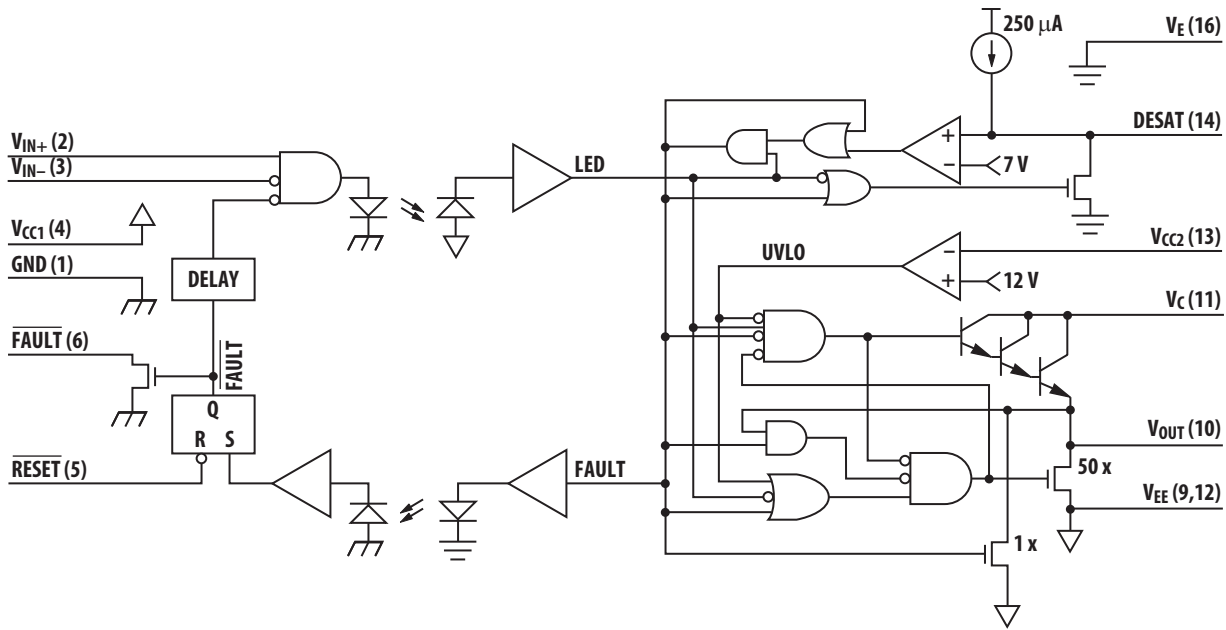 250 μA
V_E (16)
V_IN+ (2)
V_IN– (3)
LED
DESAT (14)
+
–
7 V
V_CC1 (4)
GND (1)
DELAY
UVLO
–
+
12 V
V_CC2 (13)
V_C (11)
FAULT (6)
FAULT
Q
R S
RESET (5)
FAULT
V_OUT (10)
50 x
V_EE (9,12)
1 x